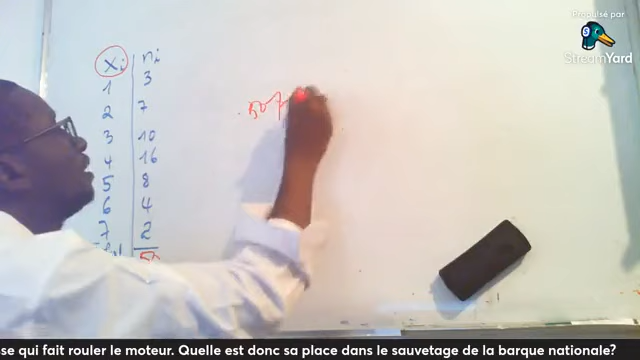 Propulsé par
StreamYard
xi ni
1 3
2 7
3 10
4 16
5 8
6 4
7 2
50
se qui fait rouler le moteur. Quelle est donc sa place dans le sauvetage de la barque nationale?